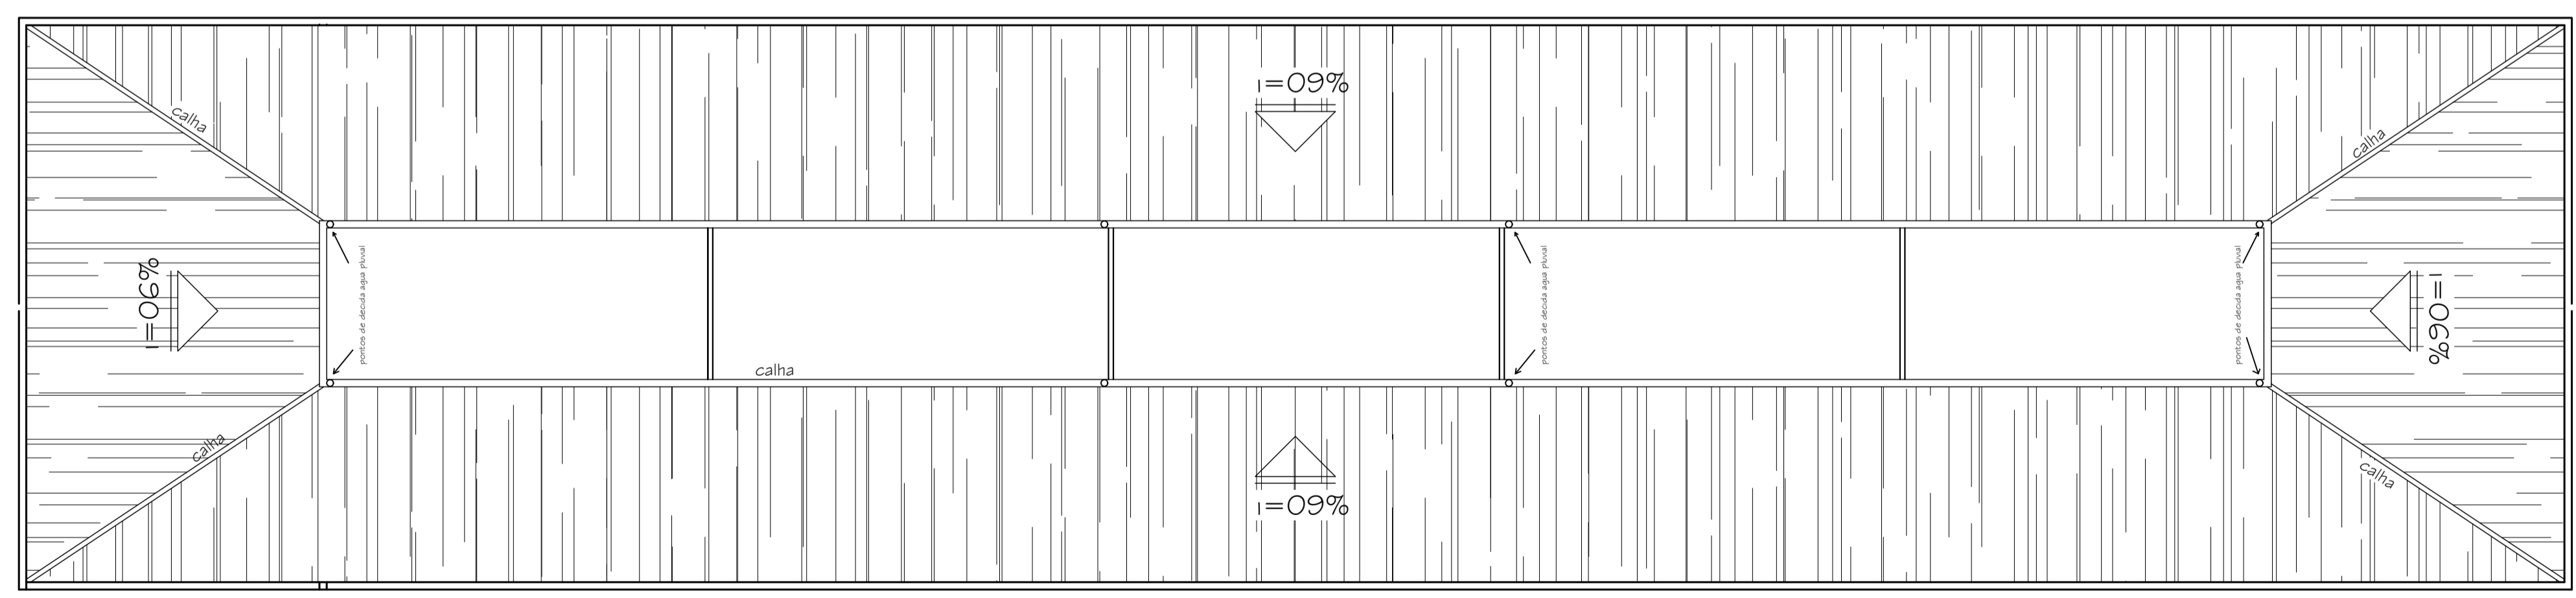 i=09%
calha
calha
pontos de decida agua pluvial
pontos de decida agua pluvial
pontos de decida agua pluvial
i=06%
i=06%
calha
calha
calha
i=09%